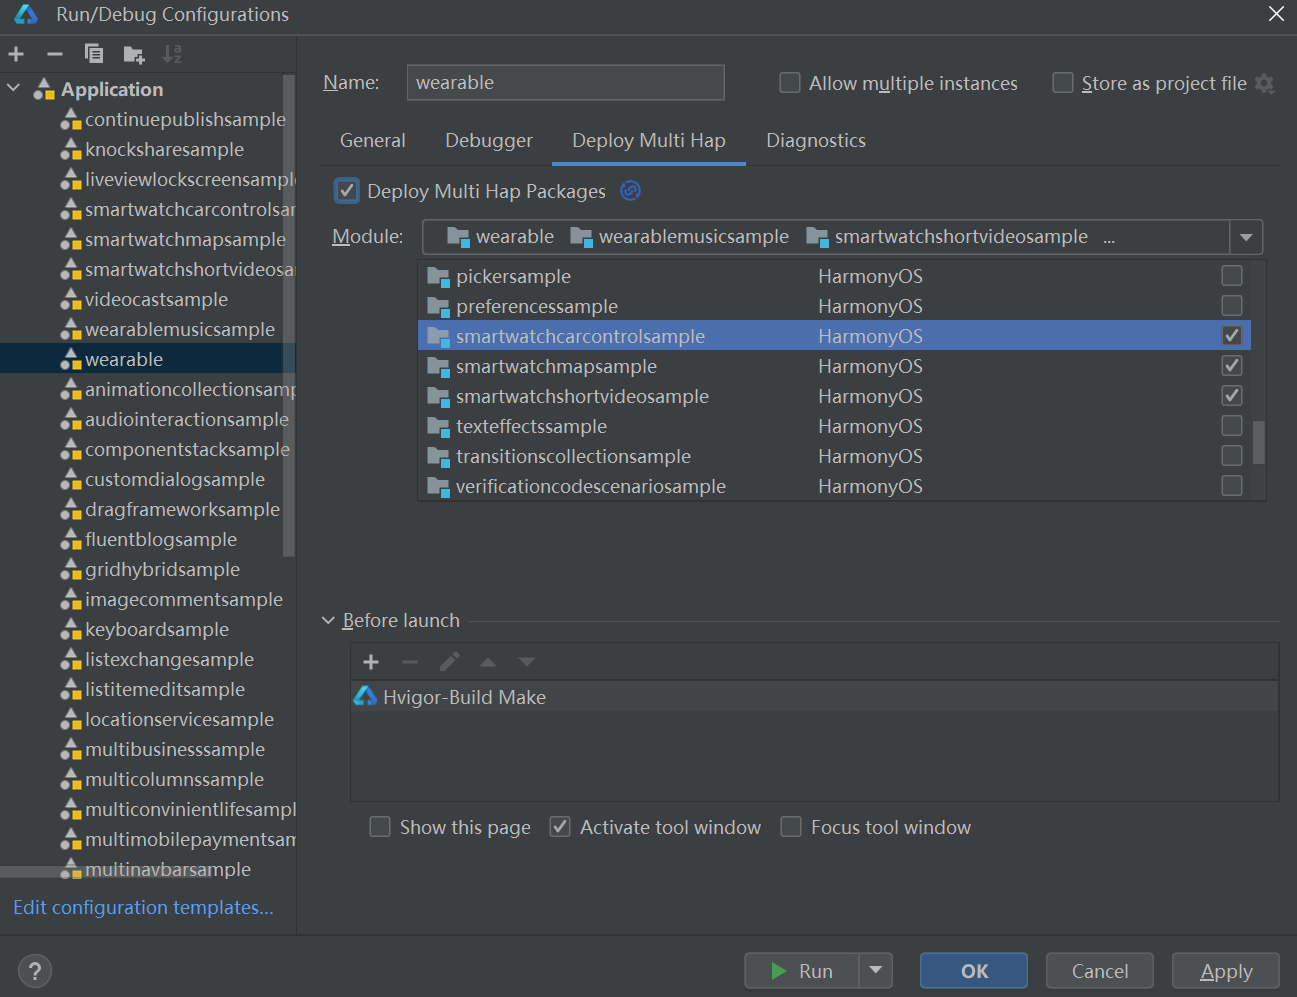 Run/Debug Configurations
Application
continuepublishsample
knocksharesample
liveviewlockscreensampl
smartwatchcarcontrolsar
smartwatchmapsample
smartwatchshortvideosa
videocastsample
wearablemusicsample
wearable
animationcollectionsamp
audiointeractionsample
componentstacksample
customdialogsample
dragframeworksample
fluentblogsample
gridhybridsample
imagecommentsample
keyboardsample
listexchangesample
listitemeditsample
locationservicesample
multibusinesssample
multicolumnssample
multiconvinientlifesampl
multimobilepaymentsam
multinavbarsample
Edit configuration templates...
Name: wearable
Allow multiple instances
Store as project file
General Debugger Deploy Multi Hap Diagnostics
Deploy Multi Hap Packages
Module: wearable wearablemusicsample smartwatchshortvideosample ...
pickersample HarmonyOS
preferencessample HarmonyOS
smartwatchcarcontrolsample HarmonyOS
smartwatchmapsample HarmonyOS
smartwatchshortvideosample HarmonyOS
texteffectssample HarmonyOS
transitionscollectionsample HarmonyOS
verificationcodescenariosample HarmonyOS
Before launch
Hvigor-Build Make
Show this page Activate tool window Focus tool window
? Run OK Cancel Apply